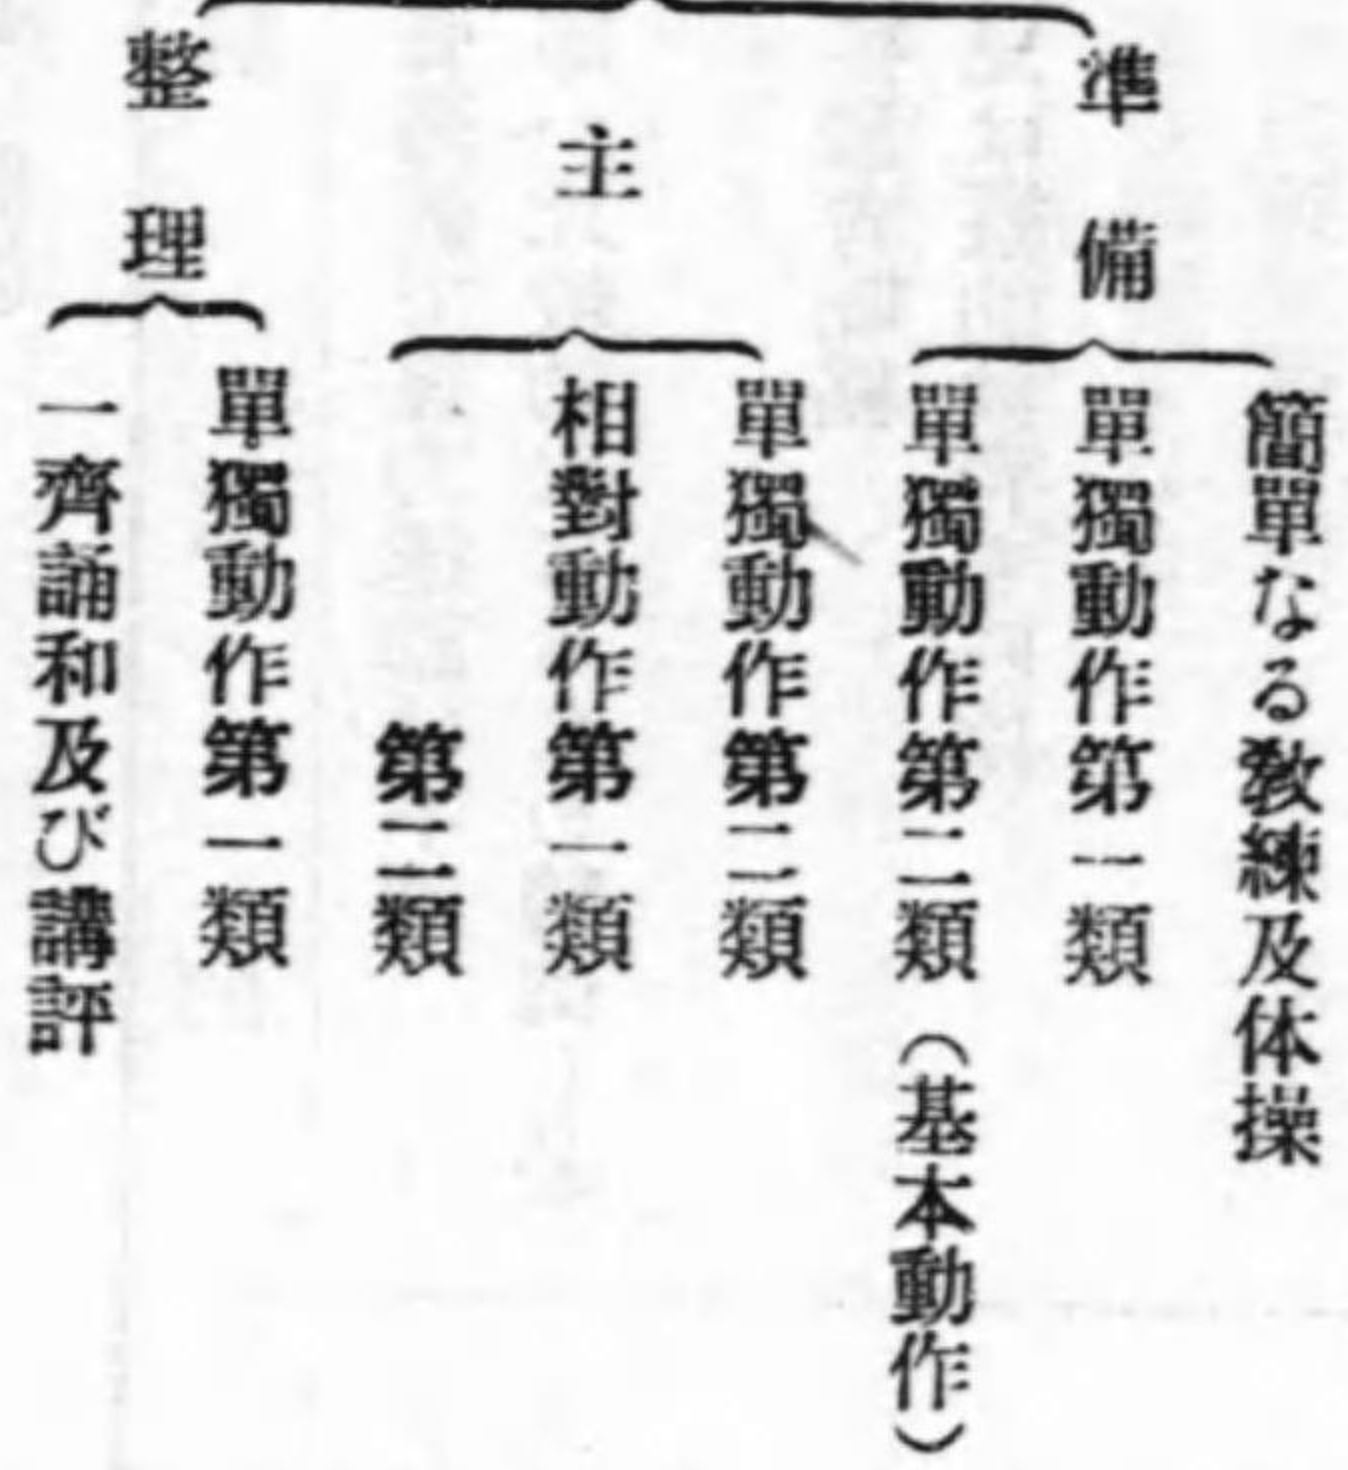 準備
簡單なる教練及体操
單獨動作第一類
單獨動作第二類(基本動作)
主
單獨動作第二類
相對動作第一類
第二類
整理
單獨動作第一類
一齊誦和及び講評